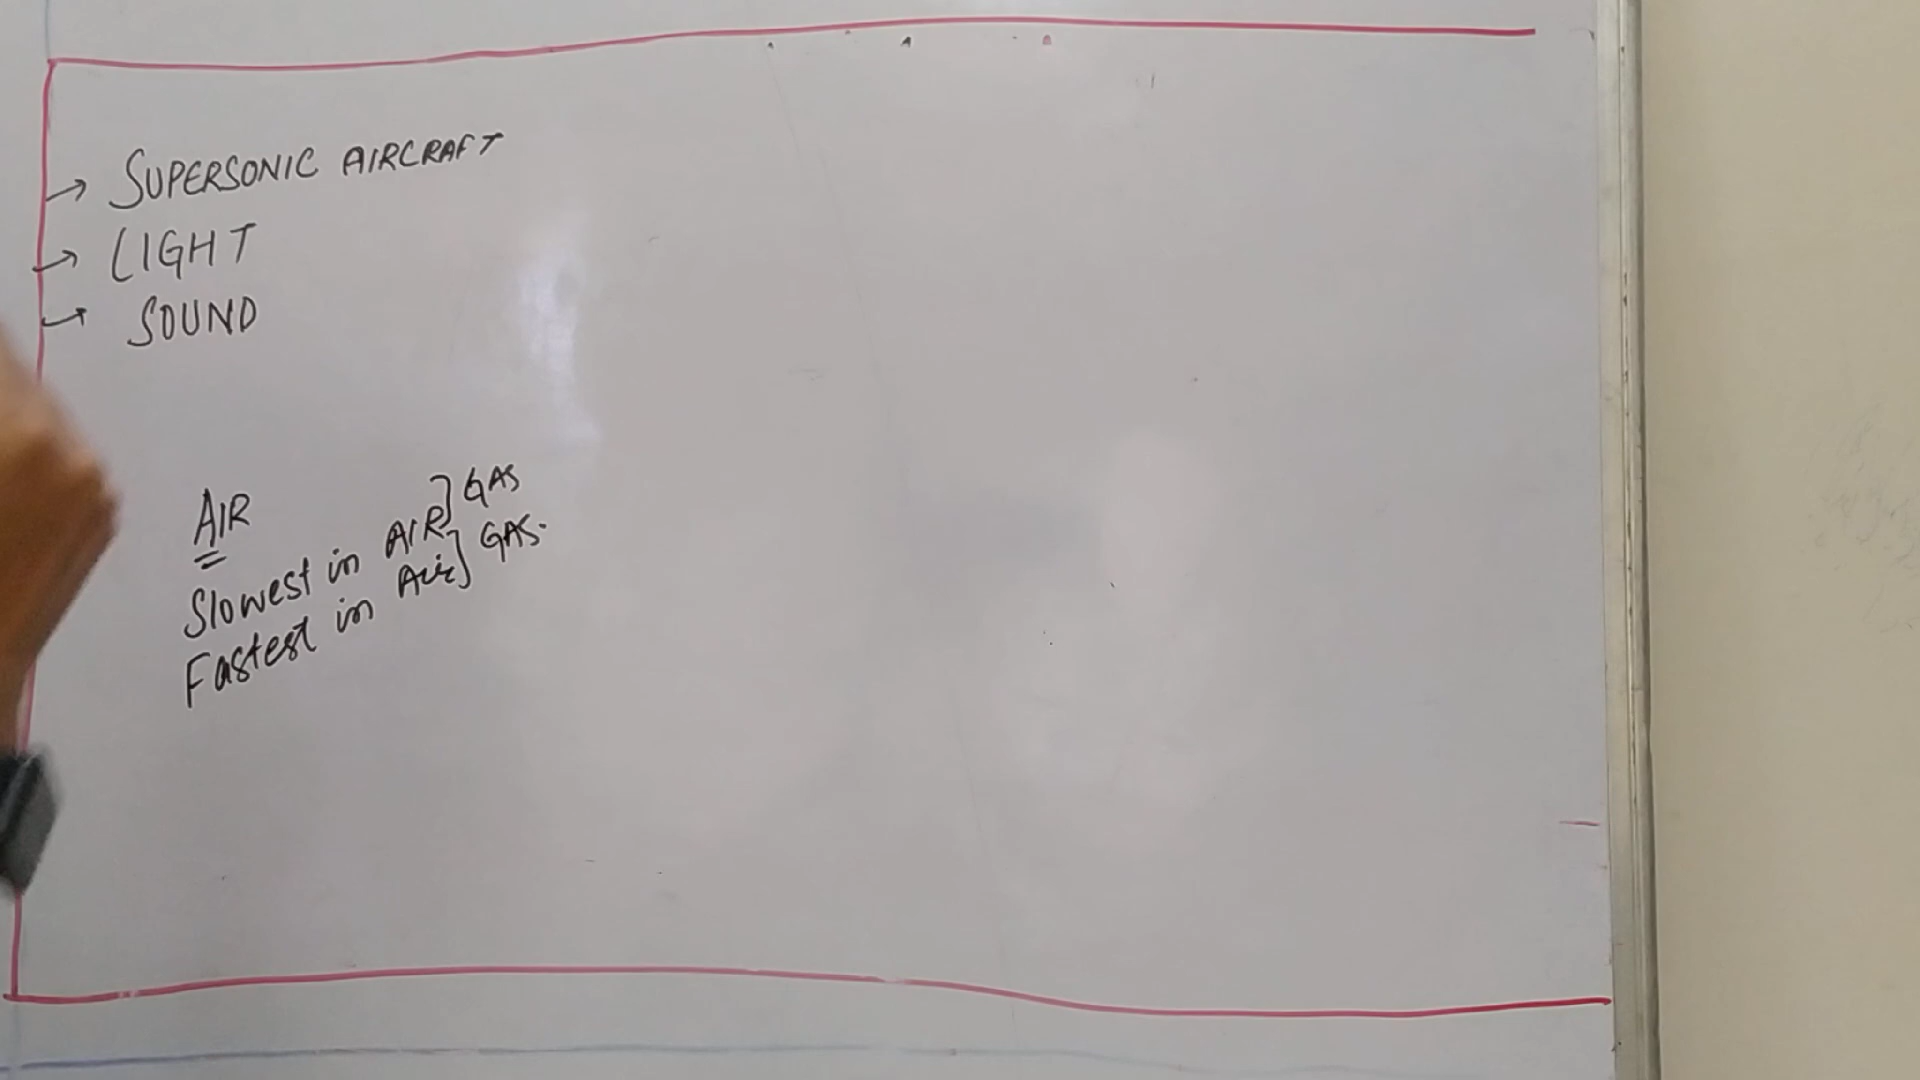 → SUPERSONIC AIRCRAFT
→ LIGHT
→ SOUND
AIR
Slowest in AIR] GAS
Fastest in Air] GAS.